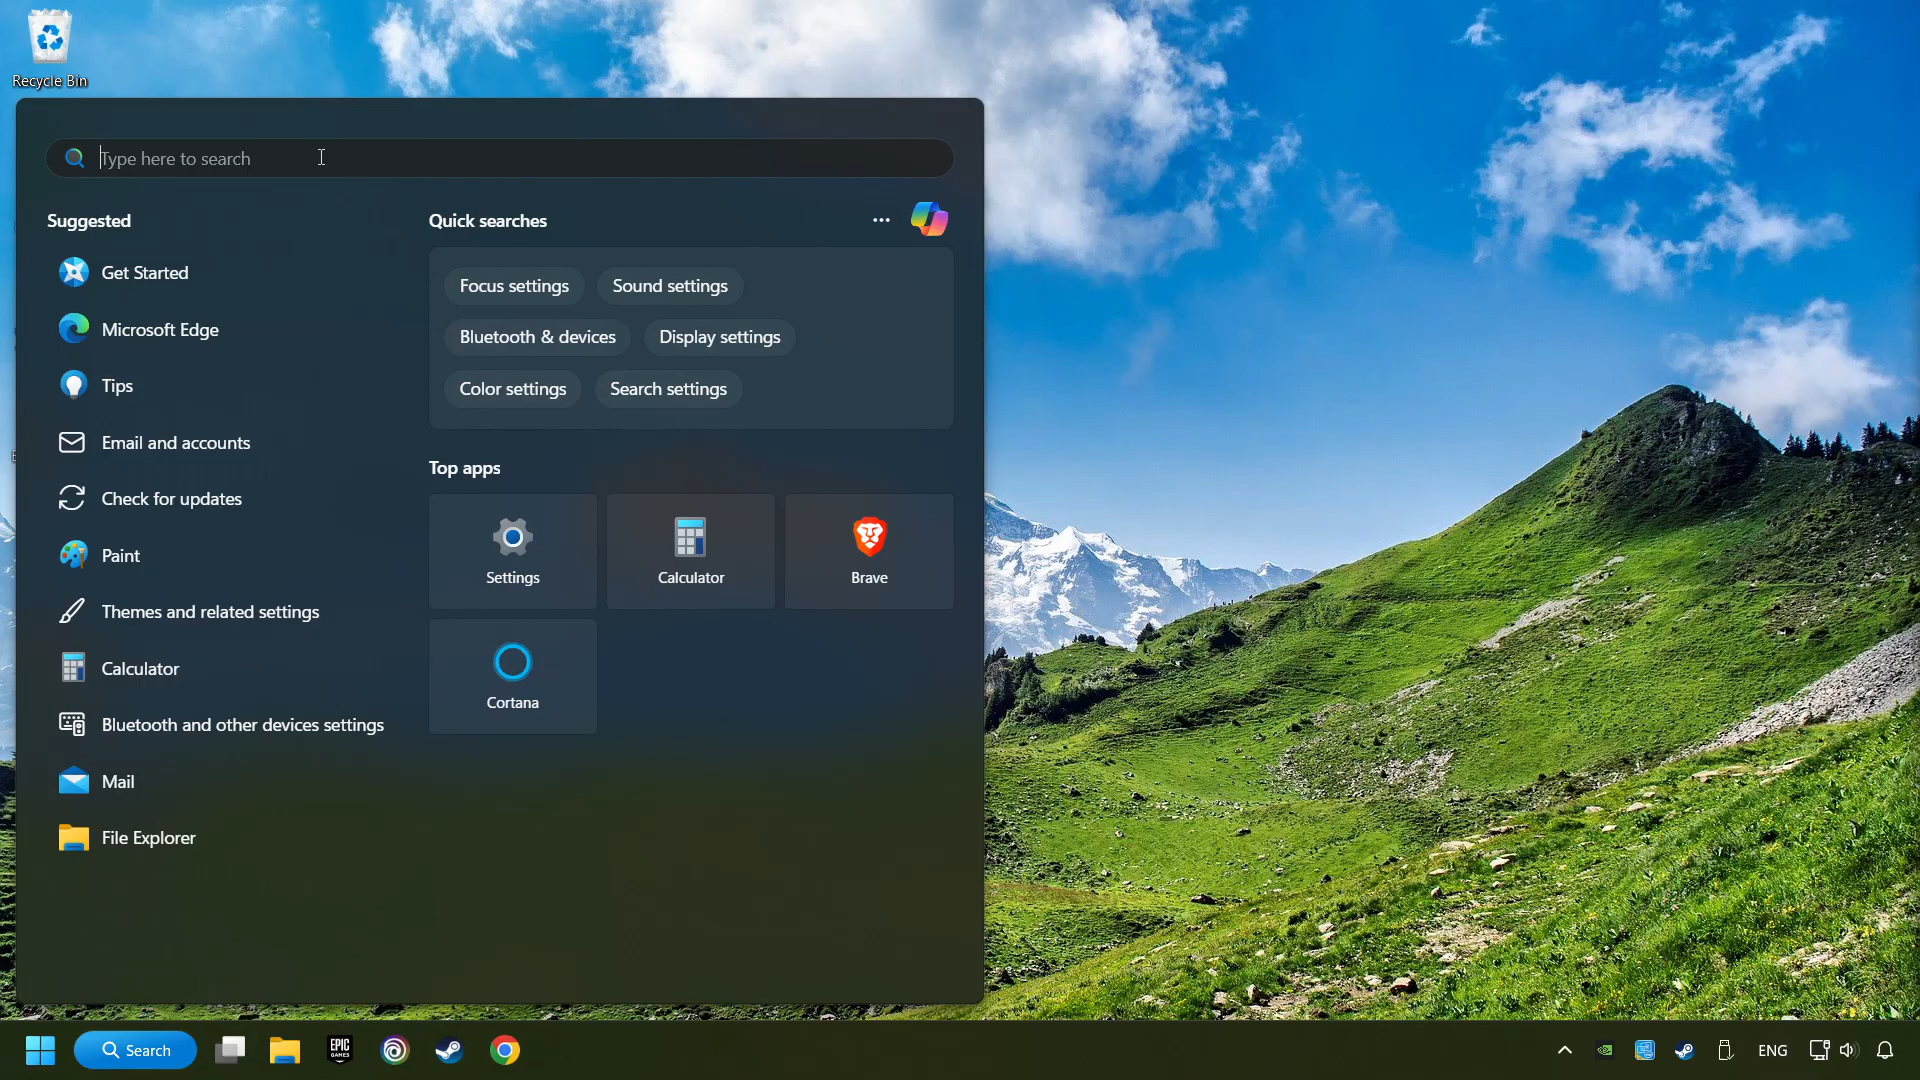 Recycle Bin
Type here to search
Suggested
Get Started
Microsoft Edge
Tips
Email and accounts
Check for updates
Paint
Themes and related settings
Calculator
Bluetooth and other devices settings
Mail
File Explorer
Quick searches
Focus settings
Sound settings
Bluetooth & devices
Display settings
Color settings
Search settings
Top apps
Settings
Calculator
Brave
Cortana
Search
EPIC
GAMES
ENG